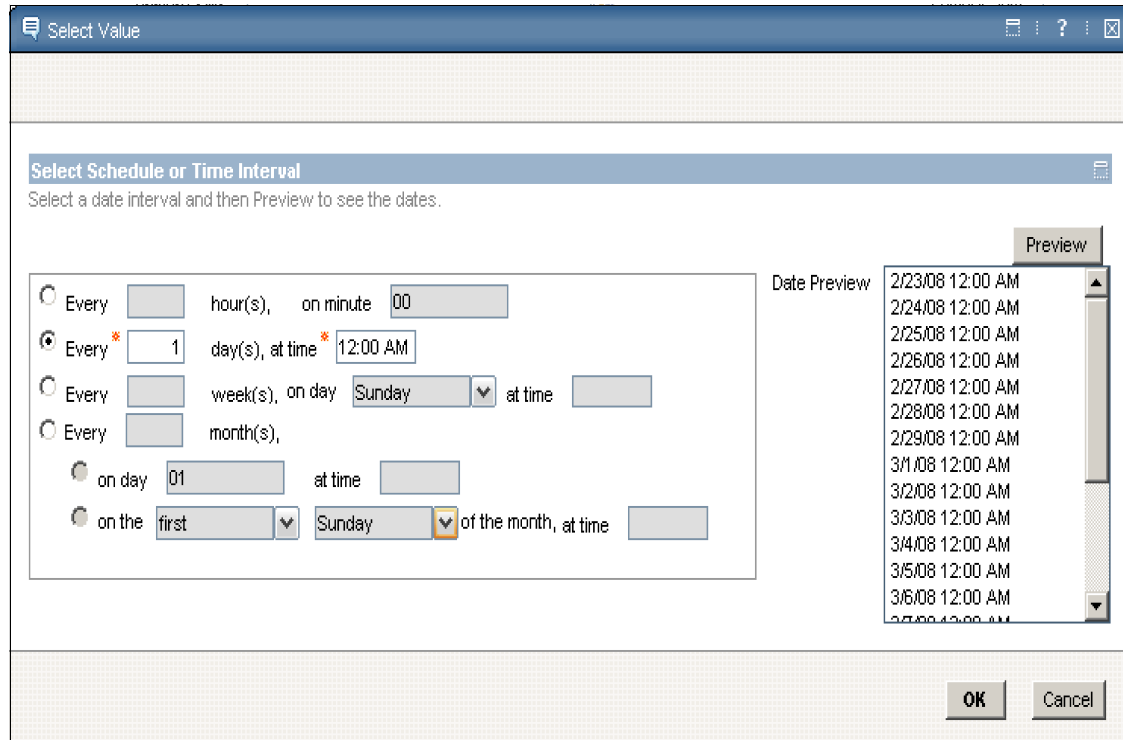 Select Value
?
Select Schedule or Time Interval
Select a date interval and then Preview to see the dates.
Preview
Every hour(s), on minute 00
Every * 1 day(s), at time * 12:00 AM
Every week(s), on day Sunday at time
Every month(s),
on day 01 at time
on the first Sunday of the month, at time
Date Preview
2/23/08 12:00 AM
2/24/08 12:00 AM
2/25/08 12:00 AM
2/26/08 12:00 AM
2/27/08 12:00 AM
2/28/08 12:00 AM
2/29/08 12:00 AM
3/1/08 12:00 AM
3/2/08 12:00 AM
3/3/08 12:00 AM
3/4/08 12:00 AM
3/5/08 12:00 AM
3/6/08 12:00 AM
OK
Cancel